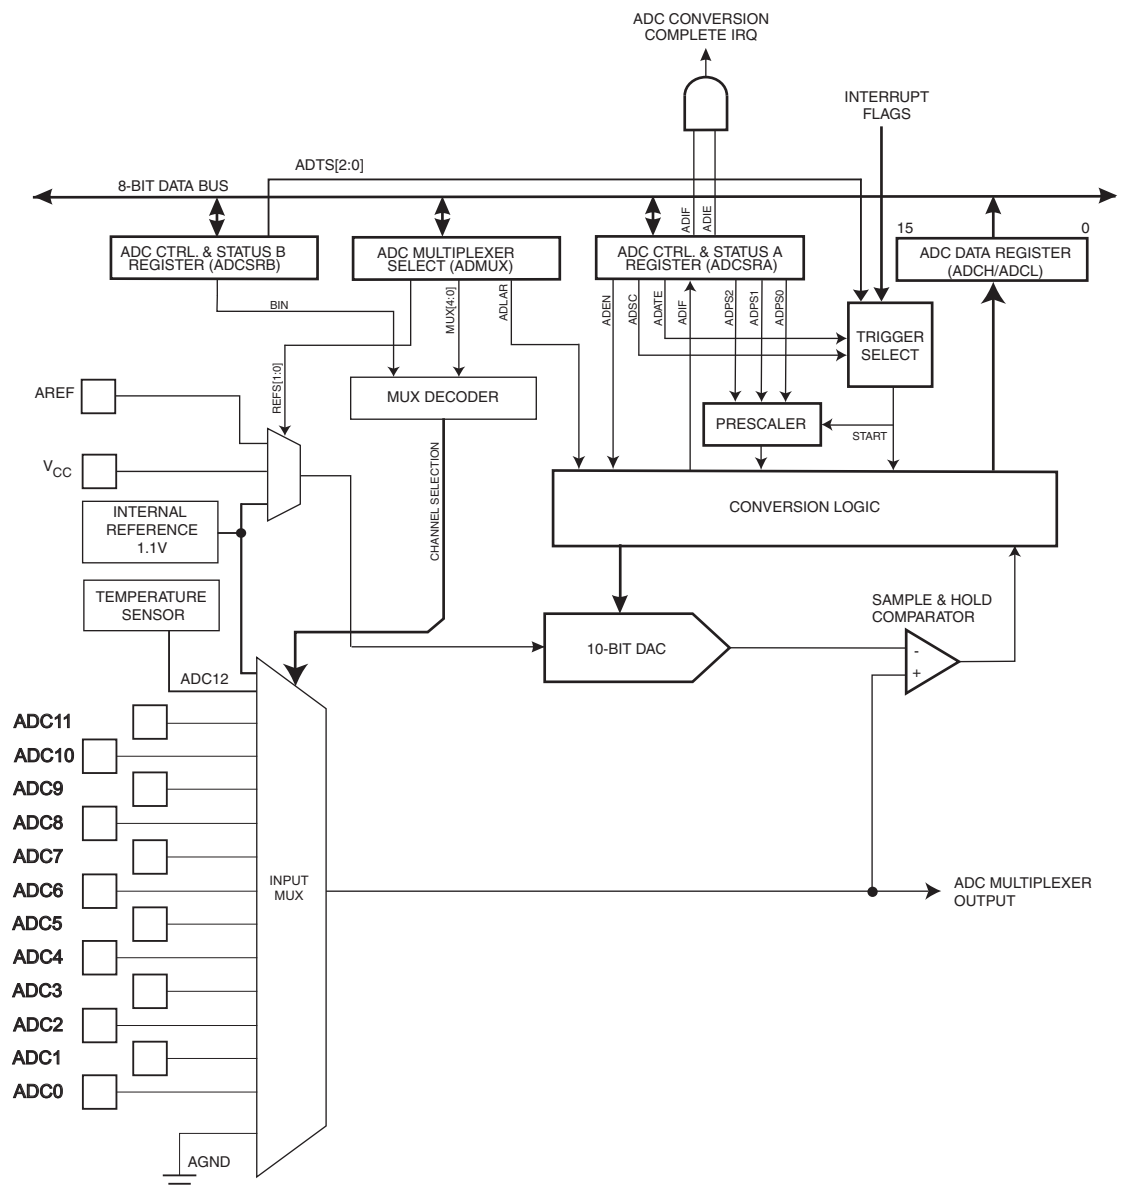 ADC CONVERSION
COMPLETE IRQ
INTERRUPT
FLAGS
ADTS[2:0]
8-BIT DATA BUS
ADIF
ADIE
15
0
ADC CTRL. & STATUS B
REGISTER (ADCSRB)
ADC MULTIPLEXER
SELECT (ADMUX)
ADC CTRL. & STATUS A
REGISTER (ADCSRA)
ADC DATA REGISTER
(ADCH/ADCL)
BIN
MUX[4:0]
ADLAR
ADEN
ADSC
ADATE
ADIF
ADPS2
ADPS1
ADPS0
TRIGGER
SELECT
REFS[1:0]
AREF
MUX DECODER
PRESCALER
START
VCC
CHANNEL SELECTION
INTERNAL
REFERENCE
1.1V
CONVERSION LOGIC
TEMPERATURE
SENSOR
SAMPLE & HOLD
COMPARATOR
10-BIT DAC
-
+
ADC12
ADC11
ADC10
ADC9
ADC8
ADC7
ADC6
INPUT
MUX
ADC MULTIPLEXER
OUTPUT
ADC5
ADC4
ADC3
ADC2
ADC1
ADC0
AGND